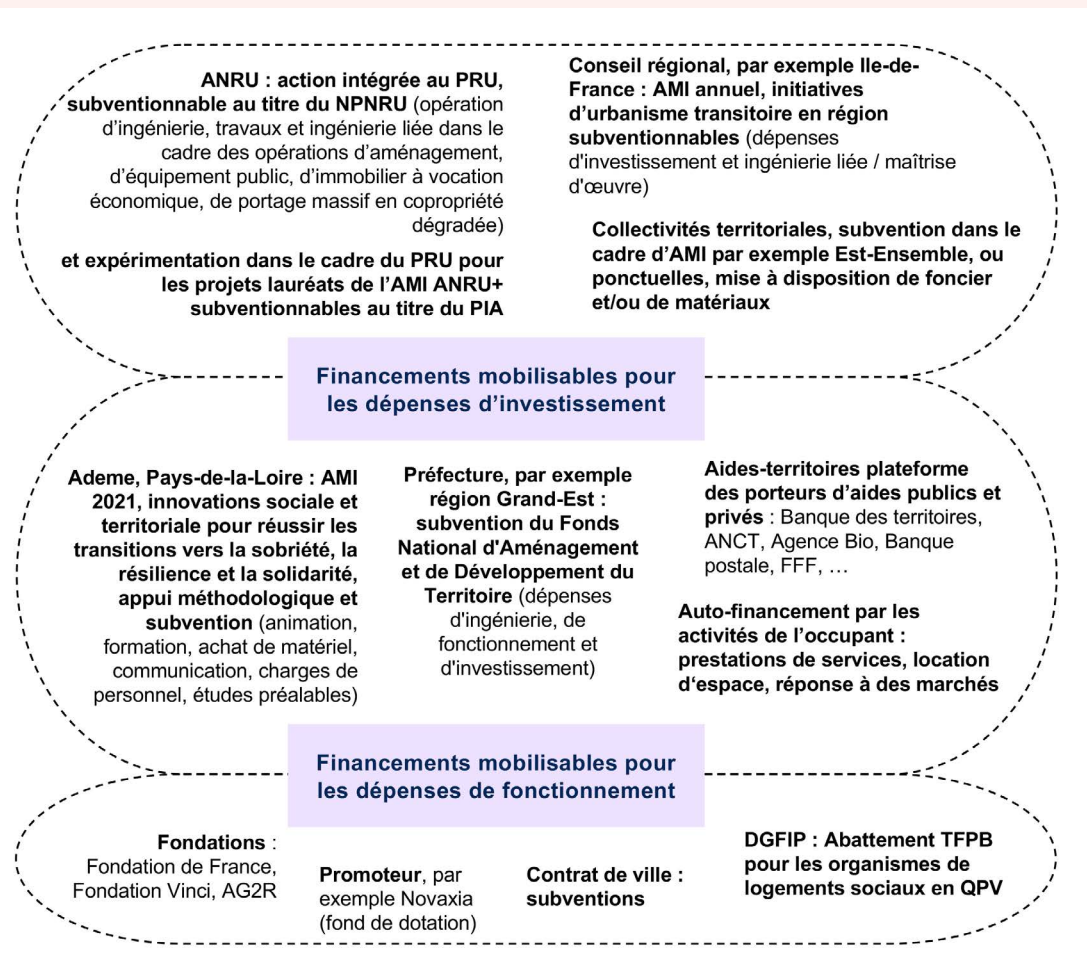 ANRU : action intégrée au PRU,
subventionnable au titre du NPNRU (opération
d'ingénierie, travaux et ingénierie liée dans le
cadre des opérations d'aménagement,
d'équipement public, d'immobilier à vocation
économique, de portage massif en copropriété
dégradée)
et expérimentation dans le cadre du PRU pour
les projets lauréats de l'AMI ANRU+
subventionnables au titre du PIA
Conseil régional, par exemple Ile-de-
France : AMI annuel, initiatives
d'urbanisme transitoire en région
subventionnables (dépenses
d'investissement et ingénierie liée / maîtrise
d'œuvre)
Collectivités territoriales, subvention dans le
cadre d'AMI par exemple Est-Ensemble, ou
ponctuelles, mise à disposition de foncier
et/ou de matériaux
Financements mobilisables pour
les dépenses d'investissement
Ademe, Pays-de-la-Loire : AMI
2021, innovations sociale et
territoriale pour réussir les
transitions vers la sobriété, la
résilience et la solidarité,
appui méthodologique et
subvention (animation,
formation, achat de matériel,
communication, charges de
personnel, études préalables)
Préfecture, par exemple
région Grand-Est :
subvention du Fonds
National d'Aménagement
et de Développement du
Territoire (dépenses
d'ingénierie, de
fonctionnement et
d'investissement)
Aides-territoires plateforme
des porteurs d'aides publics et
privés : Banque des territoires,
ANCT, Agence Bio, Banque
postale, FFF, …
Auto-financement par les
activités de l'occupant :
prestations de services, location
d'espace, réponse à des marchés
Financements mobilisables pour
les dépenses de fonctionnement
Fondations :
Fondation de France,
Fondation Vinci, AG2R
Promoteur, par
exemple Novaxia
(fond de dotation)
Contrat de ville :
subventions
DGFIP : Abattement TFPB
pour les organismes de
logements sociaux en QPV